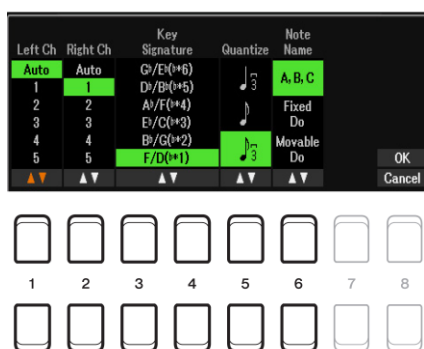 Key
Note
Left Ch Right Ch Signature Quantize Name
Auto Auto G♭/E♭(♭*6)
1 1 D♭/B♭(♭*5) 3 A, B, C
2 2 A♭/F(♭*4) Fixed
3 3 E♭/C(♭*3) Do
4 4 B♭/G(♭*2) Movable
5 5 F/D(♭*1) 3 Do OK
Cancel
1 2 3 4 5 6 7 8